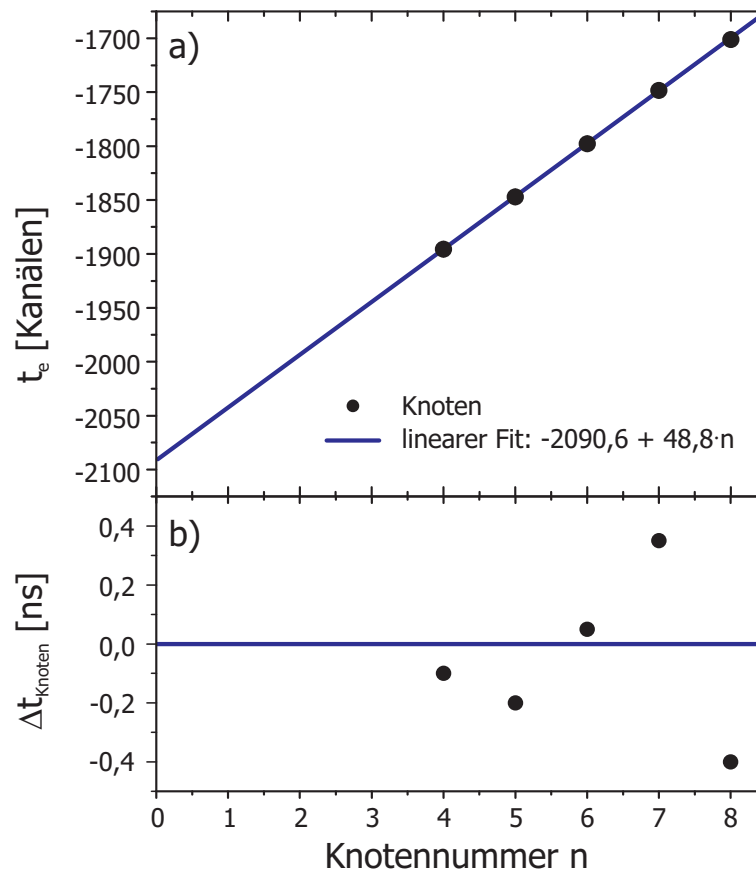 a)
-1700
-1750
-1800
-1850
-1900
-1950
-2000
-2050
-2100
tₑ [Kanälen]
Knoten
linearer Fit: -2090,6 + 48,8·n
b)
0,4
0,2
0,0
-0,2
-0,4
Δt_Knoten [ns]
0 1 2 3 4 5 6 7 8
Knotennummer n